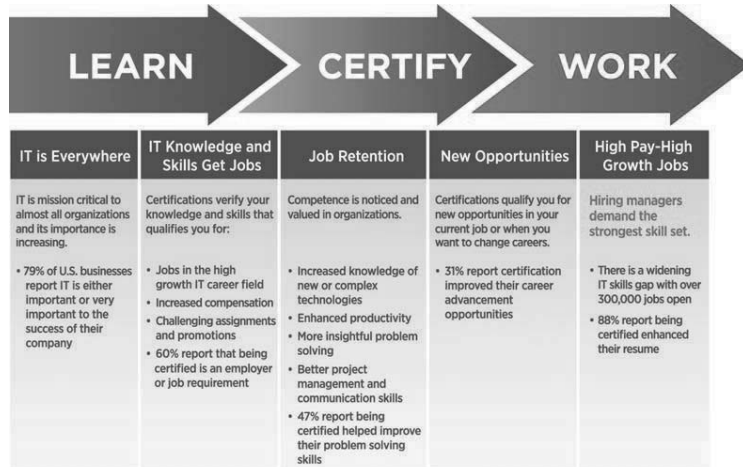 LEARN
CERTIFY
WORK
IT is Everywhere
IT is mission critical to
almost all organizations
and its importance is
increasing.
• 79% of U.S. businesses
report IT is either
important or very
important to the
success of their
company
IT Knowledge and
Skills Get Jobs
Certifications verify your
knowledge and skills that
qualifies you for:
• Jobs in the high
growth IT career field
• Increased compensation
• Challenging assignments
and promotions
• 60% report that being
certified is an employer
or job requirement
Job Retention
Competence is noticed and
valued in organizations.
• Increased knowledge of
new or complex
technologies
• Enhanced productivity
• More insightful problem
solving
• Better project
management and
communication skills
• 47% report being
certified helped improve
their problem solving
skills
New Opportunities
Certifications qualify you for
new opportunities in your
current job or when you
want to change careers.
• 31% report certification
improved their career
advancement
opportunities
High Pay-High
Growth Jobs
Hiring managers
demand the
strongest skill set.
• There is a widening
IT skills gap with over
300,000 jobs open
• 88% report being
certified enhanced
their resume